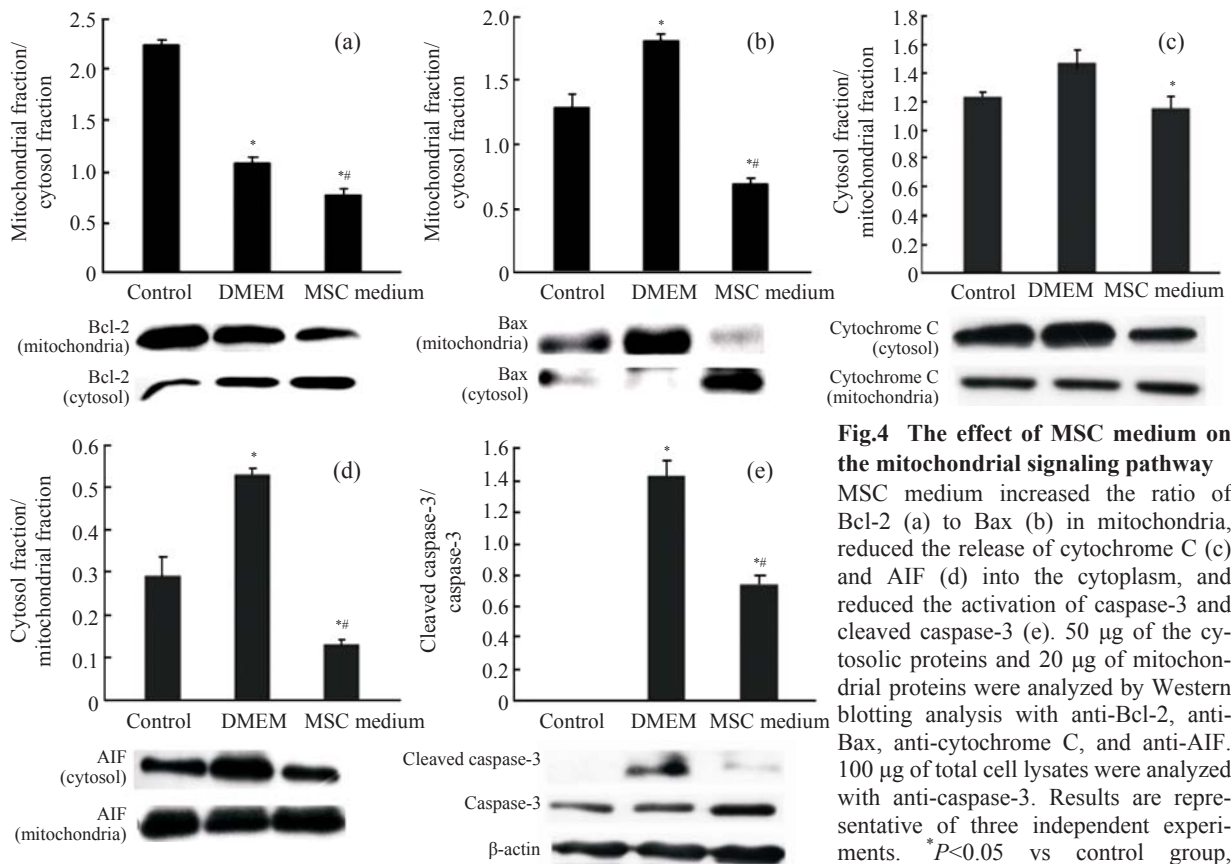 2.5
2.0
1.5
1.0
0.5
0
Mitochondrial fraction/
cytosol fraction
(a)
*
*#
Control DMEM MSC medium
Bcl-2
(mitochondria)
Bcl-2
(cytosol)
2.0
1.5
1.0
0.5
0
Mitochondrial fraction/
cytosol fraction
(b)
*
*#
Control DMEM MSC medium
Bax
(mitochondria)
Bax
(cytosol)
1.6
1.4
1.2
1.8
1.6
1.4
1.2
0
Cytosol fraction/
mitochondrial fraction
(c)
*
Control DMEM MSC medium
Cytochrome C
(cytosol)
Cytochrome C
(mitochondria)
0.6
0.5
0.4
0.3
0.2
0.1
0
Cytosol fraction/
mitochondrial fraction
(d)
*
*#
Control DMEM MSC medium
AIF
(cytosol)
AIF
(mitochondria)
1.6
1.4
1.2
1.0
0.8
0.6
0.4
0.2
0
Cleaved caspase-3/
caspase-3
(e)
*
*#
Control DMEM MSC medium
Cleaved caspase-3
Caspase-3
β-actin
Fig.4 The effect of MSC medium on
the mitochondrial signaling pathway
MSC medium increased the ratio of
Bcl-2 (a) to Bax (b) in mitochondria,
reduced the release of cytochrome C (c)
and AIF (d) into the cytoplasm, and
reduced the activation of caspase-3 and
cleaved caspase-3 (e). 50 μg of the cy-
tosolic proteins and 20 μg of mitochon-
drial proteins were analyzed by Western
blotting analysis with anti-Bcl-2, anti-
Bax, anti-cytochrome C, and anti-AIF.
100 μg of total cell lysates were analyzed
with anti-caspase-3. Results are repre-
sentative of three independent experi-
ments. *P<0.05 vs control group,